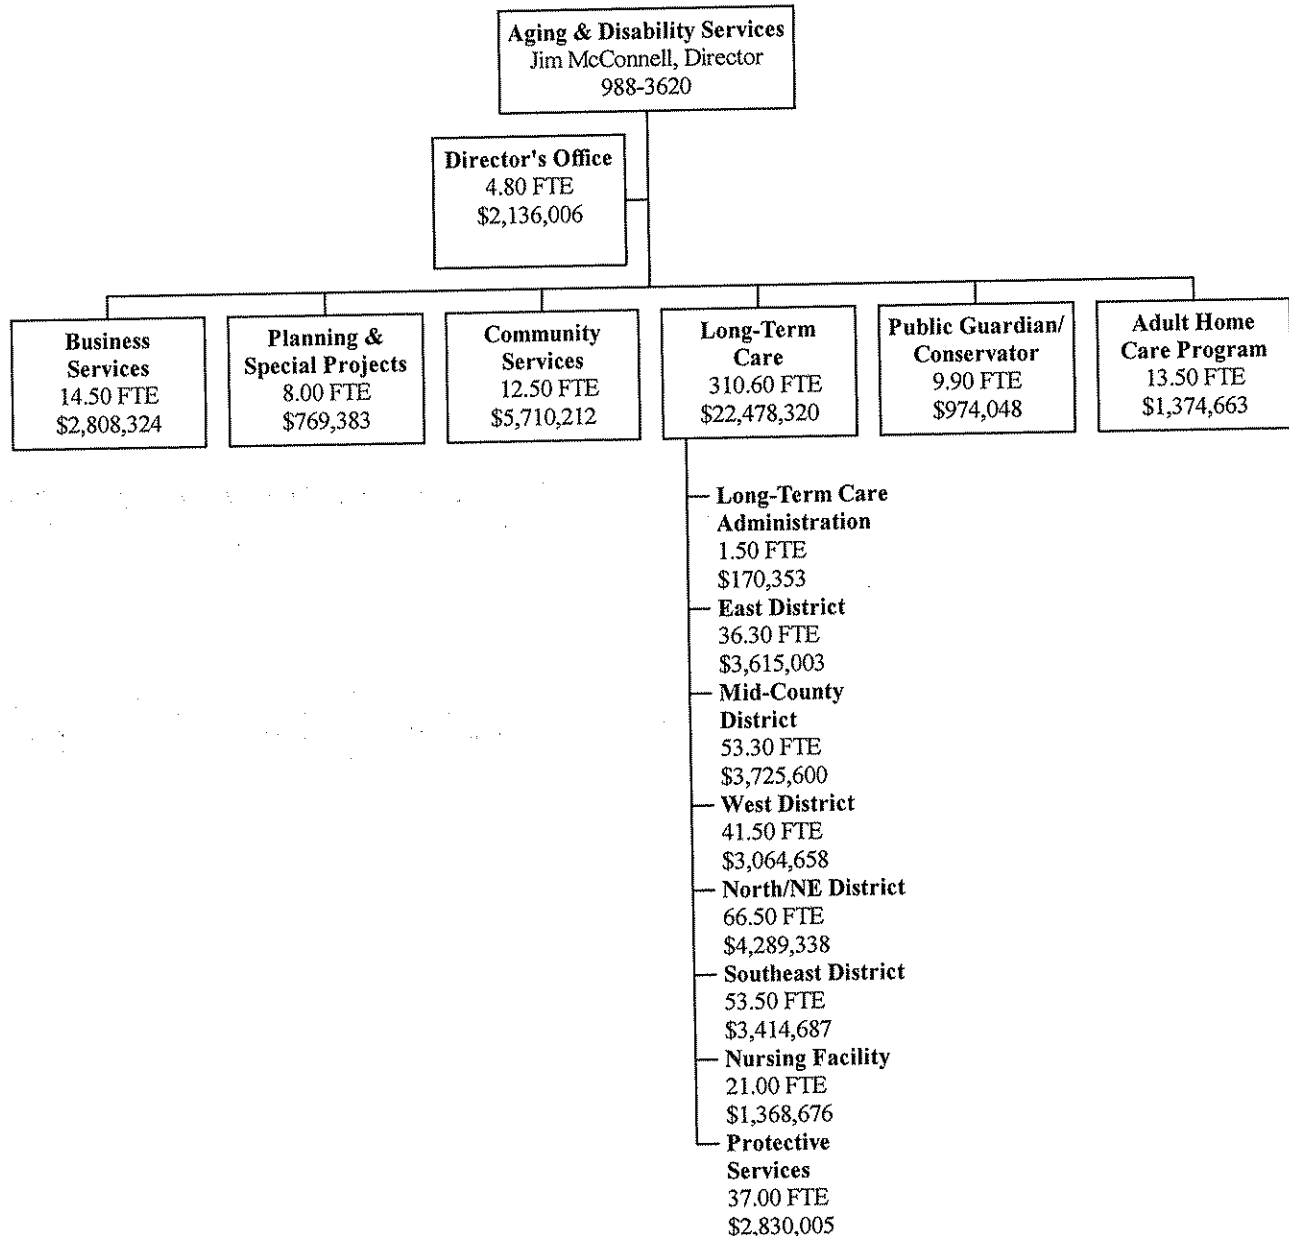 Aging & Disability Services
Jim McConnell, Director
988-3620
Director's Office
4.80 FTE
$2,136,006
Business
Services
14.50 FTE
$2,808,324
Planning &
Special Projects
8.00 FTE
$769,383
Community
Services
12.50 FTE
$5,710,212
Long-Term
Care
310.60 FTE
$22,478,320
Public Guardian/
Conservator
9.90 FTE
$974,048
Adult Home
Care Program
13.50 FTE
$1,374,663
Long-Term Care
Administration
1.50 FTE
$170,353
East District
36.30 FTE
$3,615,003
Mid-County
District
53.30 FTE
$3,725,600
West District
41.50 FTE
$3,064,658
North/NE District
66.50 FTE
$4,289,338
Southeast District
53.50 FTE
$3,414,687
Nursing Facility
21.00 FTE
$1,368,676
Protective
Services
37.00 FTE
$2,830,005